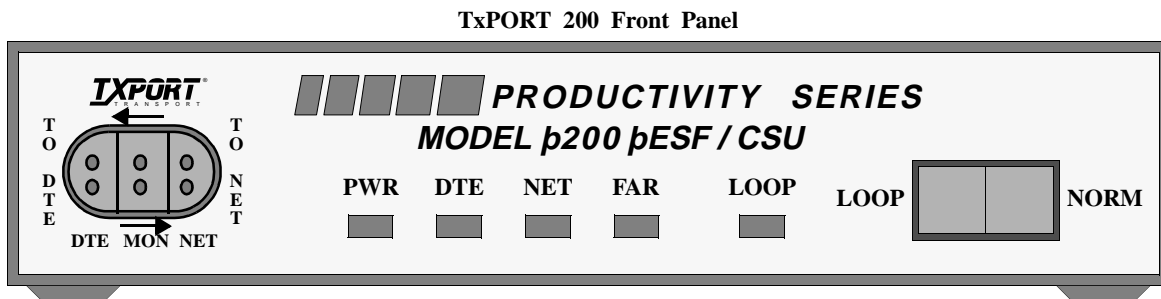 TxPORT 200 Front Panel
TXPORT®
TRANSPORT
PRODUCTIVITY SERIES
MODEL þ200 þESF / CSU
TO DTE
TO NET
DTE MON NET
PWR DTE NET FAR LOOP
LOOP NORM